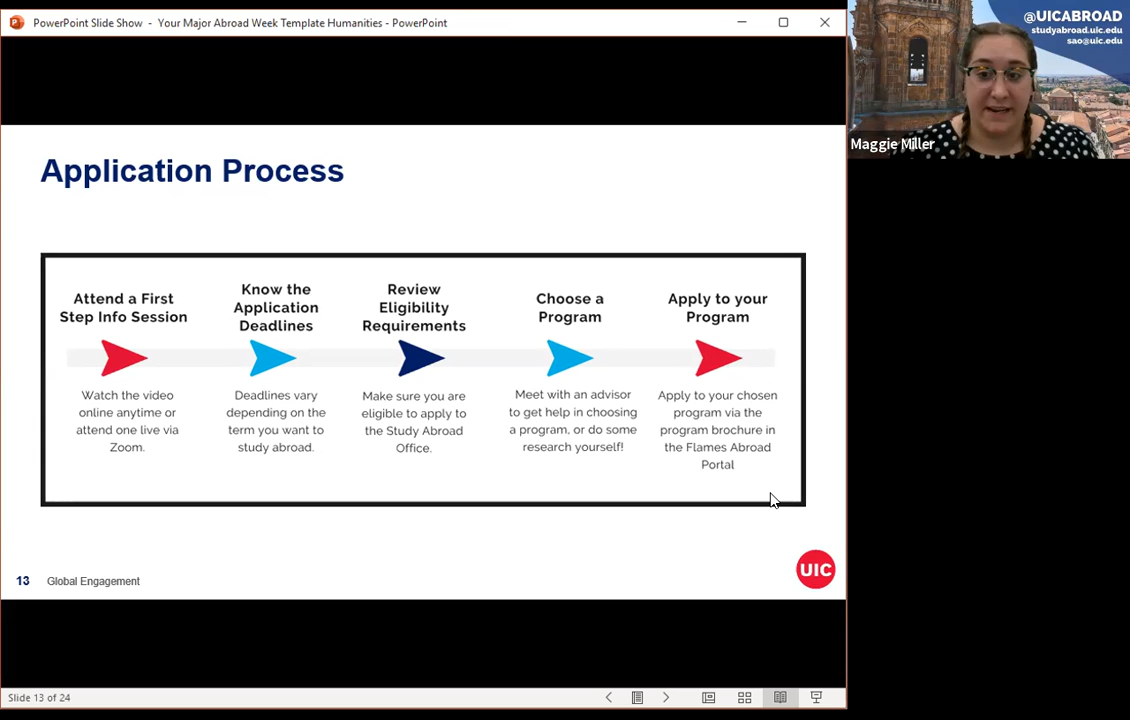 PowerPoint Slide Show - Your Major Abroad Week Template Humanities - PowerPoint
@UICABROAD
studyabroad.uic.edu
sao@uic.edu
Maggie Miller
Application Process
Attend a First
Step Info Session
Watch the video
online anytime or
attend one live via
Zoom.
Know the
Application
Deadlines
Deadlines vary
depending on the
term you want to
study abroad.
Review
Eligibility
Requirements
Make sure you are
eligible to apply to
the Study Abroad
Office.
Choose a
Program
Meet with an advisor
to get help in choosing
a program, or do some
research yourself!
Apply to your
Program
Apply to your chosen
program via the
program brochure in
the Flames Abroad
Portal
13 Global Engagement
UIC
Slide 13 of 24